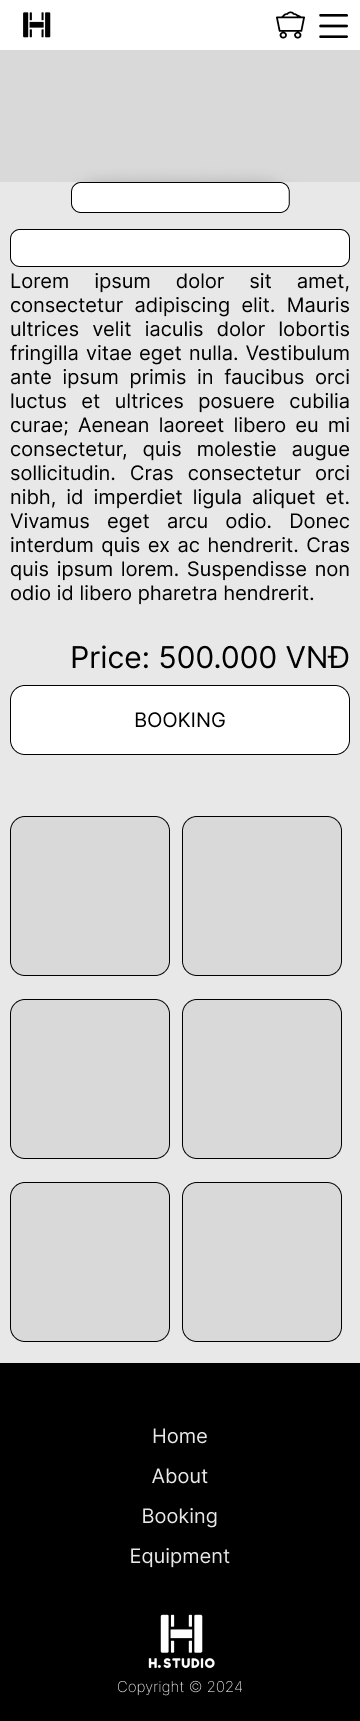 H
Lorem ipsum dolor sit amet,
consectetur adipiscing elit. Mauris
ultrices velit iaculis dolor lobortis
fringilla vitae eget nulla. Vestibulum
ante ipsum primis in faucibus orci
luctus et ultrices posuere cubilia
curae; Aenean laoreet libero eu mi
consectetur, quis molestie augue
sollicitudin. Cras consectetur orci
nibh, id imperdiet ligula aliquet et.
Vivamus eget arcu odio. Donec
interdum quis ex ac hendrerit. Cras
quis ipsum lorem. Suspendisse non
odio id libero pharetra hendrerit.
Price: 500.000 VNĐ
BOOKING
Home
About
Booking
Equipment
H
H.STUDIO
Copyright © 2024